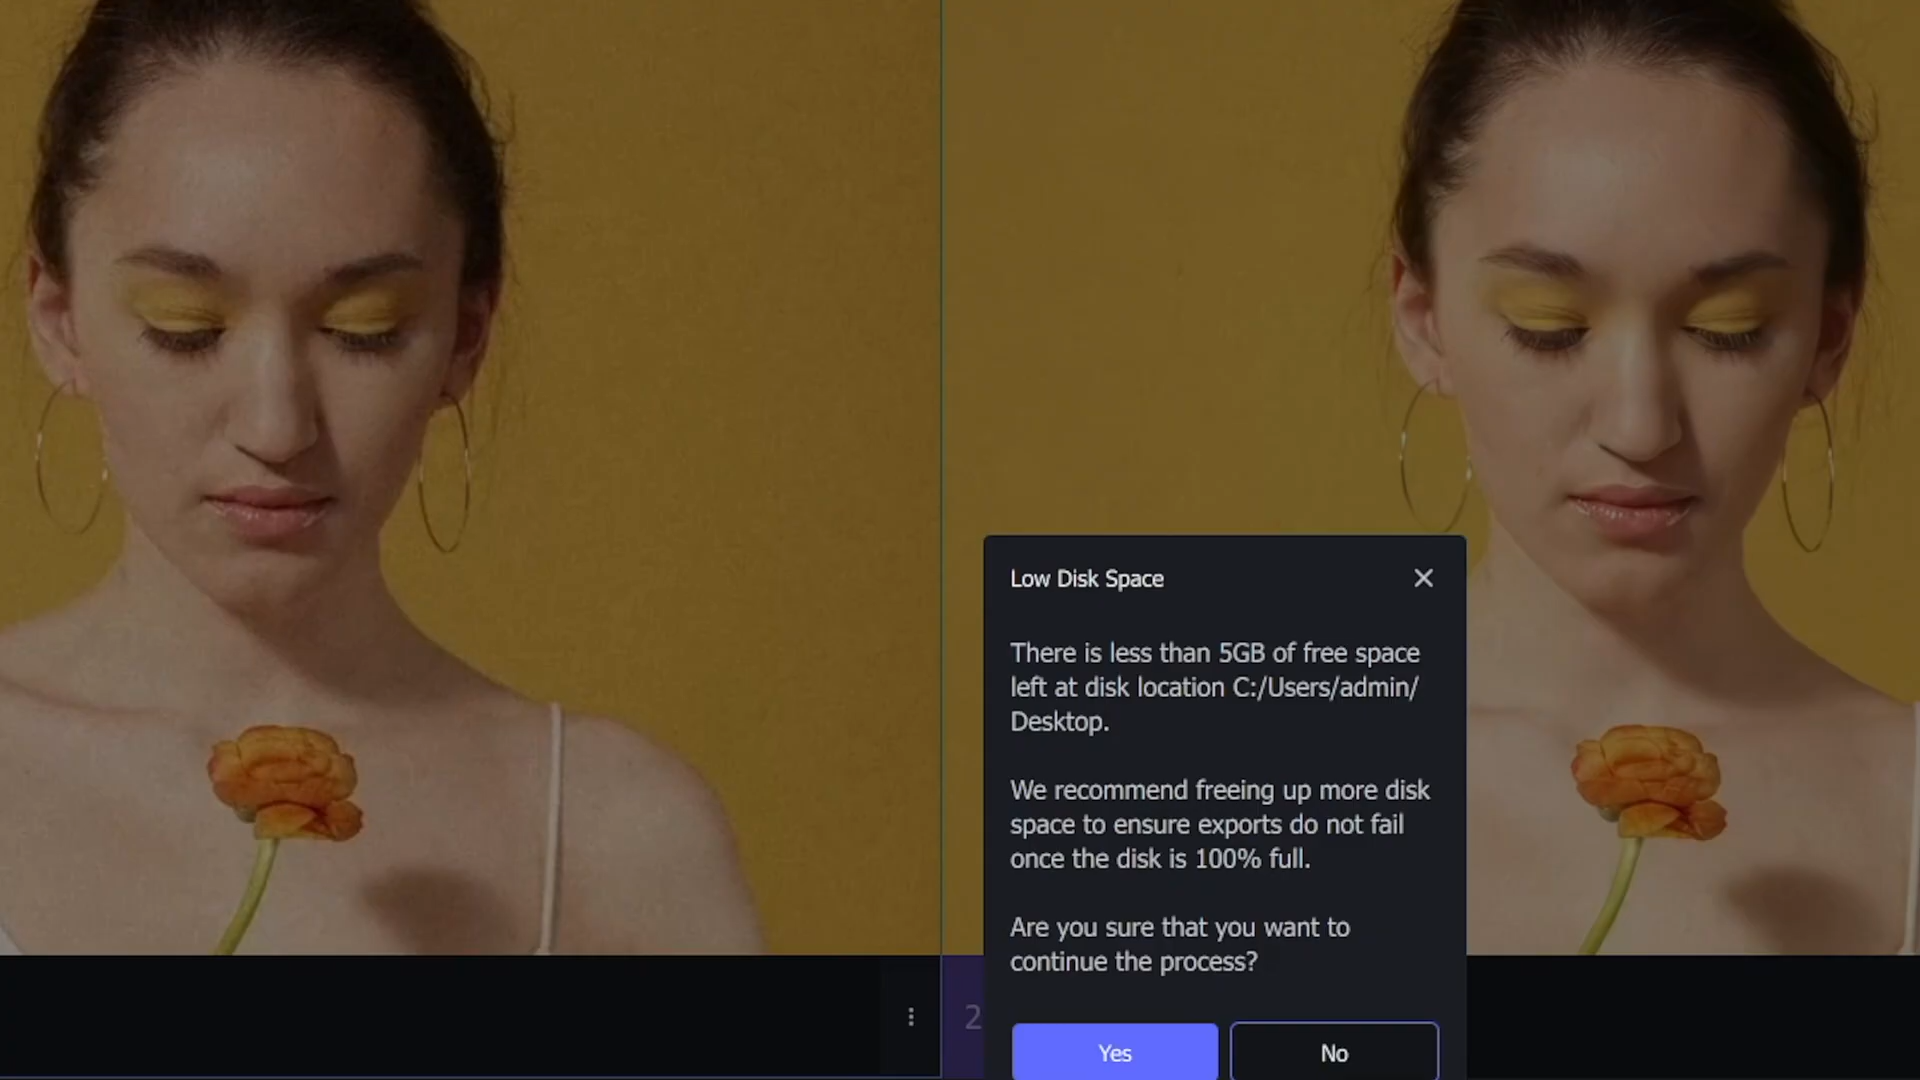 Low Disk Space
There is less than 5GB of free space
left at disk location C:/Users/admin/
Desktop.
We recommend freeing up more disk
space to ensure exports do not fail
once the disk is 100% full.
Are you sure that you want to
continue the process?
2
Yes
No